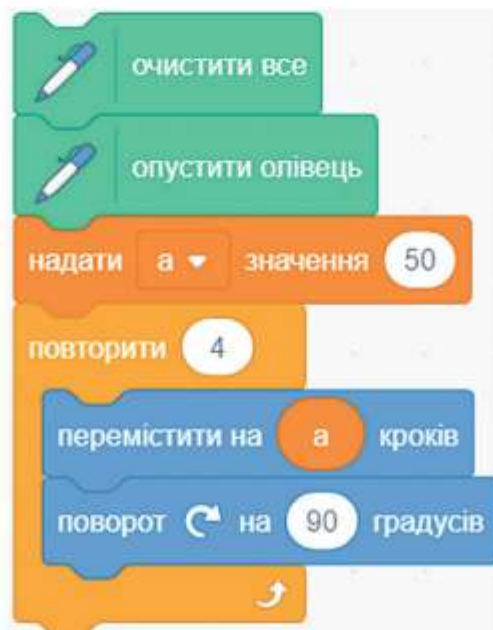 очистити все
опустити олівець
надати a значення 50
повторити 4
перемістити на a кроків
поворот на 90 градусів